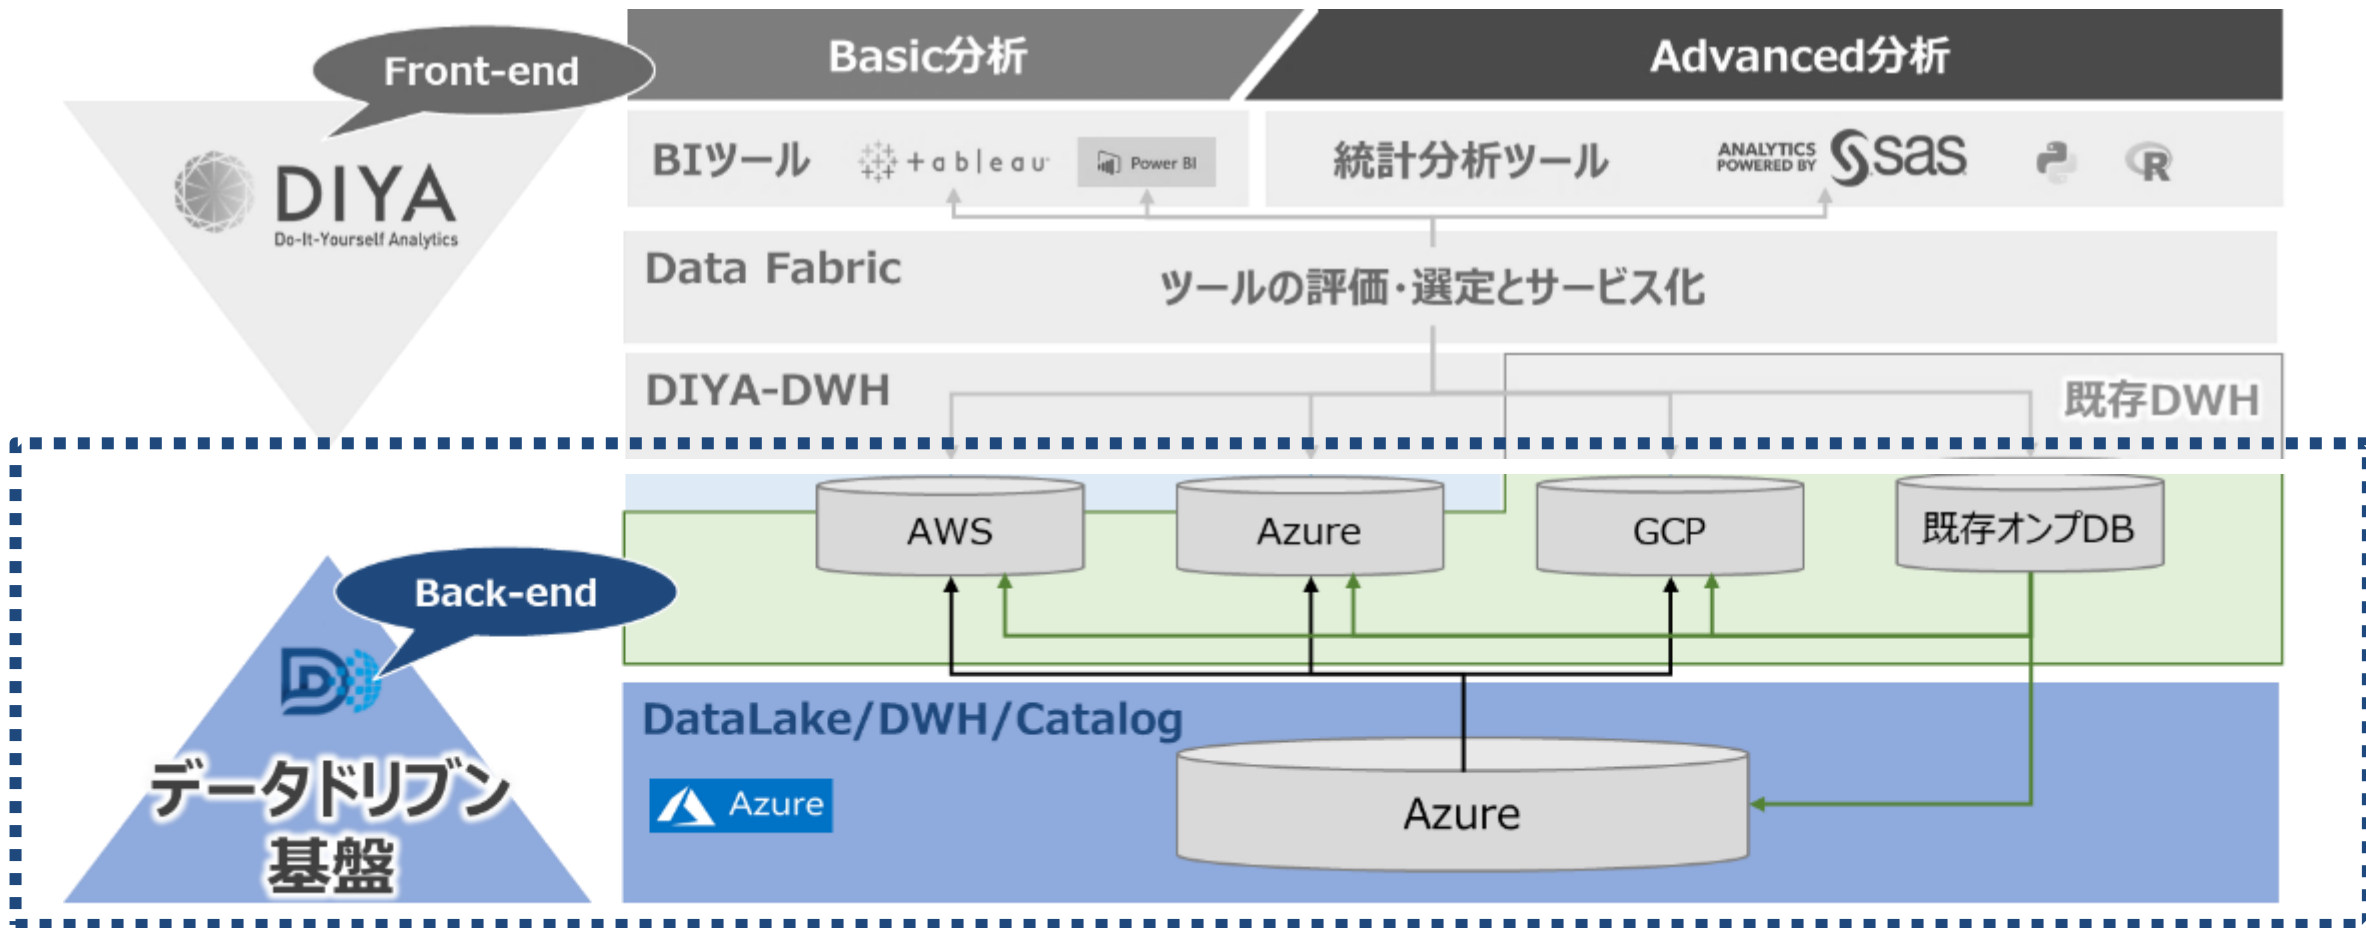 Front-end
Basic分析
Advanced分析
DIYA
Do-It-Yourself Analytics
BIツール
+ableau
Power BI
統計分析ツール
ANALYTICS
POWERED BY
sas
R
Data Fabric
ツールの評価・選定とサービス化
DIYA-DWH
既存DWH
AWS
Azure
GCP
既存オンプDB
Back-end
D
データドリブン
基盤
DataLake/DWH/Catalog
Azure
Azure